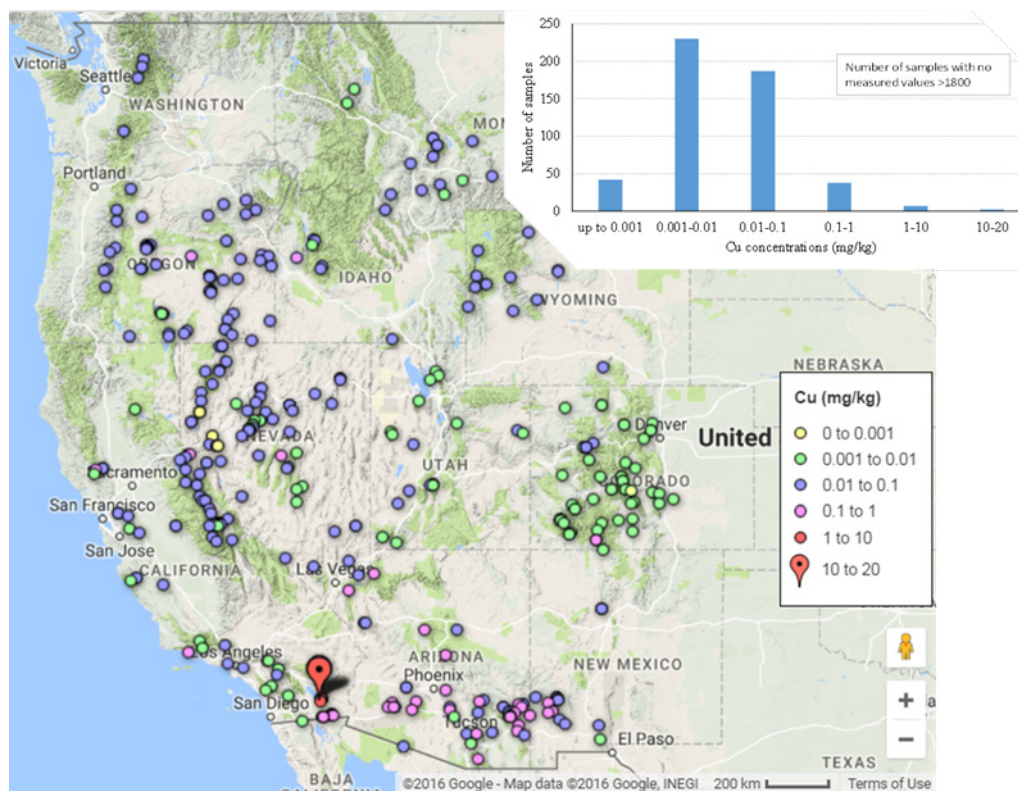 250
200
150
100
50
0
Number of samples
Number of samples with no
measured values >1800
up to 0.001
0.001-0.01
0.01-0.1
0.1-1
1-10
10-20
Cu concentrations (mg/kg)
Victoria
Seattle
WASHINGTON
MON
Portland
OREGON
IDAHO
WYOMING
NEBRASKA
NEVADA
UTAH
Denver
COLORADO
United
Sacramento
San Francisco
San Jose
CALIFORNIA
Las Vegas
Los Angeles
ARIZONA
Phoenix
NEW MEXICO
San Diego
Tucson
El Paso
TEXAS
BAJA
CALIFORNIA
Cu (mg/kg)
0 to 0.001
0.001 to 0.01
0.01 to 0.1
0.1 to 1
1 to 10
10 to 20
©2016 Google - Map data ©2016 Google, INEGI
200 km
Terms of Use